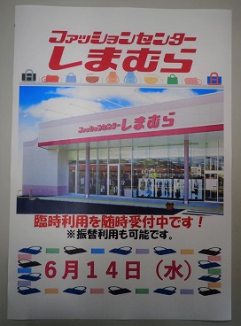 ファッションセンター
しまむら
ファッションセンターしまむら
臨時利用を随時受付中です！
※振替利用も可能です。
６月１４日（水）